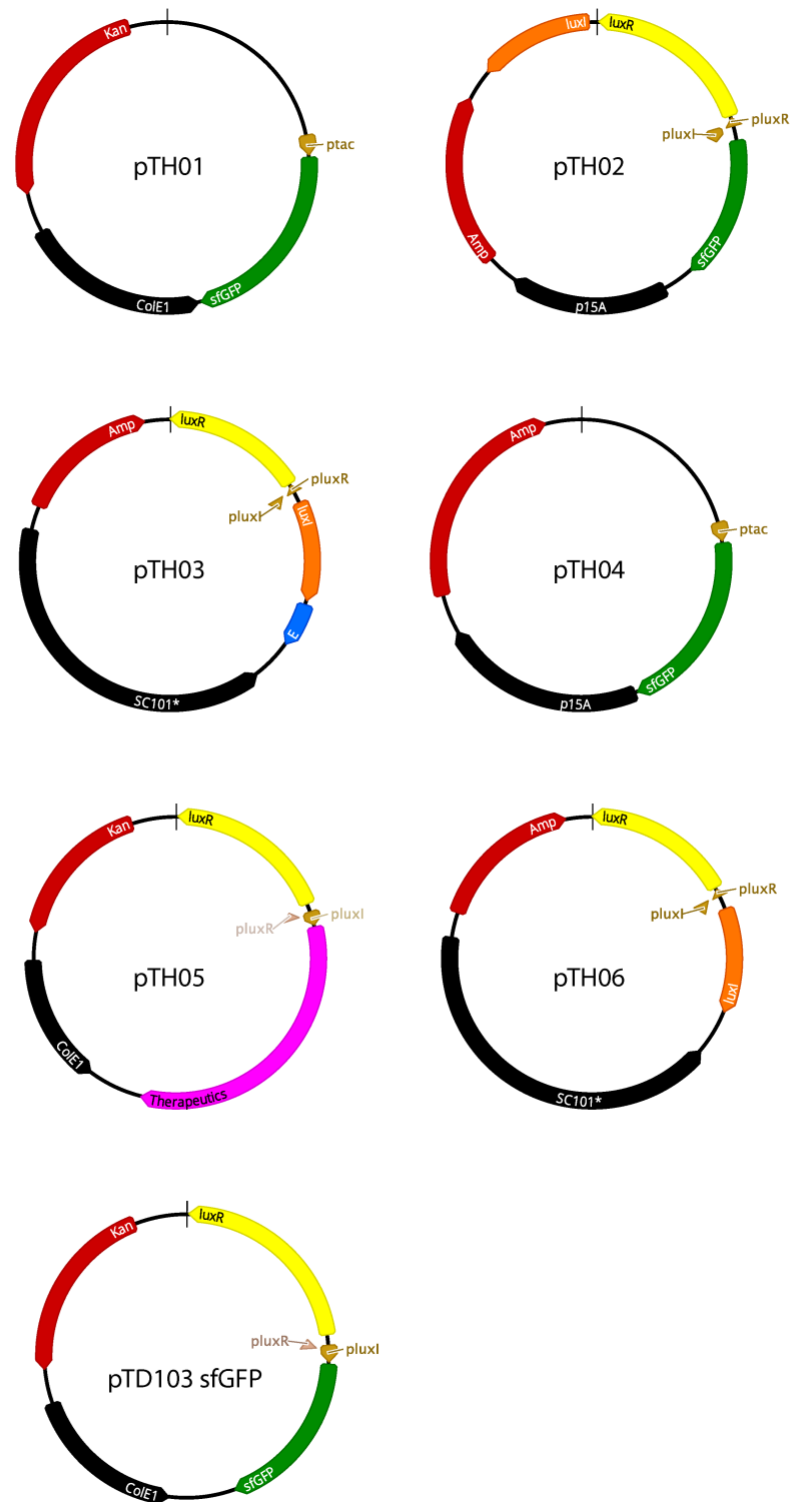 Kan
ptac
pTH01
ColE1
sfGFP
luxI
luxR
pluxR
pluxI
pTH02
Amp
sfGFP
p15A
Amp
luxR
pluxR
pluxI
luxI
pTH03
E
SC101*
Amp
ptac
pTH04
sfGFP
p15A
Kan
luxR
pluxR
pluxI
pTH05
ColE1
Therapeutics
Amp
luxR
pluxR
pluxI
pTH06
luxI
SC101*
Kan
luxR
pluxR
pluxI
pTD103 sfGFP
sfGFP
ColE1